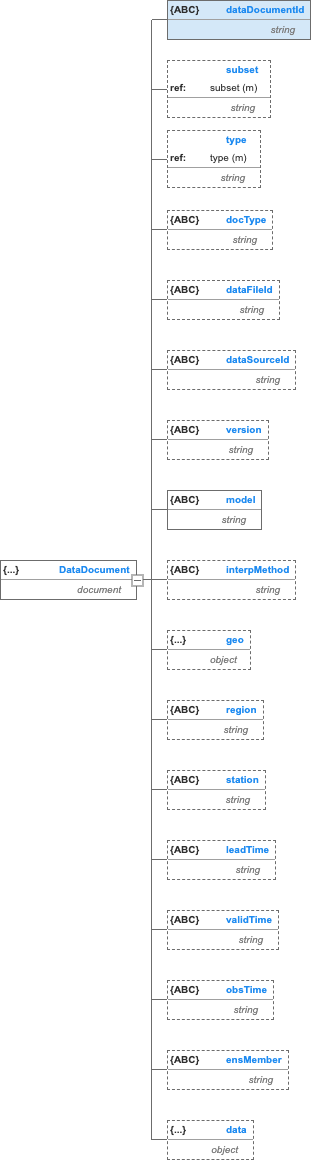 {ABC} dataDocumentId
string
subset
ref: subset (m)
string
type
ref: type (m)
string
{ABC} docType
string
{ABC} dataFileId
string
{ABC} dataSourceId
string
{ABC} version
string
{ABC} model
string
{...} DataDocument
document
{ABC} interpMethod
string
{...} geo
object
{ABC} region
string
{ABC} station
string
{ABC} leadTime
string
{ABC} validTime
string
{ABC} obsTime
string
{ABC} ensMember
string
{...} data
object